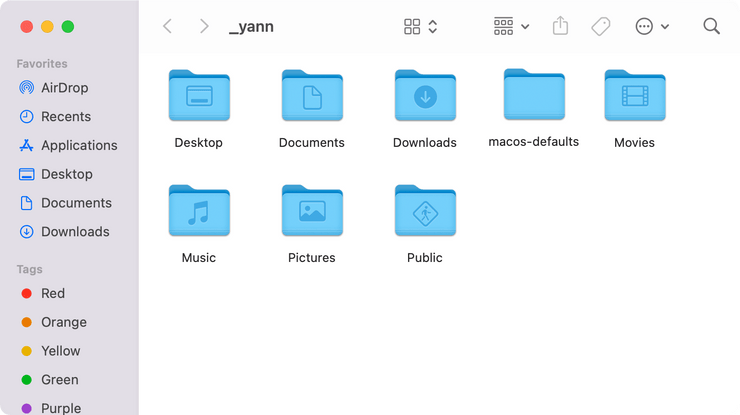 _yann
Favorites
AirDrop
Recents
Applications
Desktop
Documents
Downloads
Tags
Red
Orange
Yellow
Green
Purple
Desktop
Documents
Downloads
macos-defaults
Movies
Music
Pictures
Public